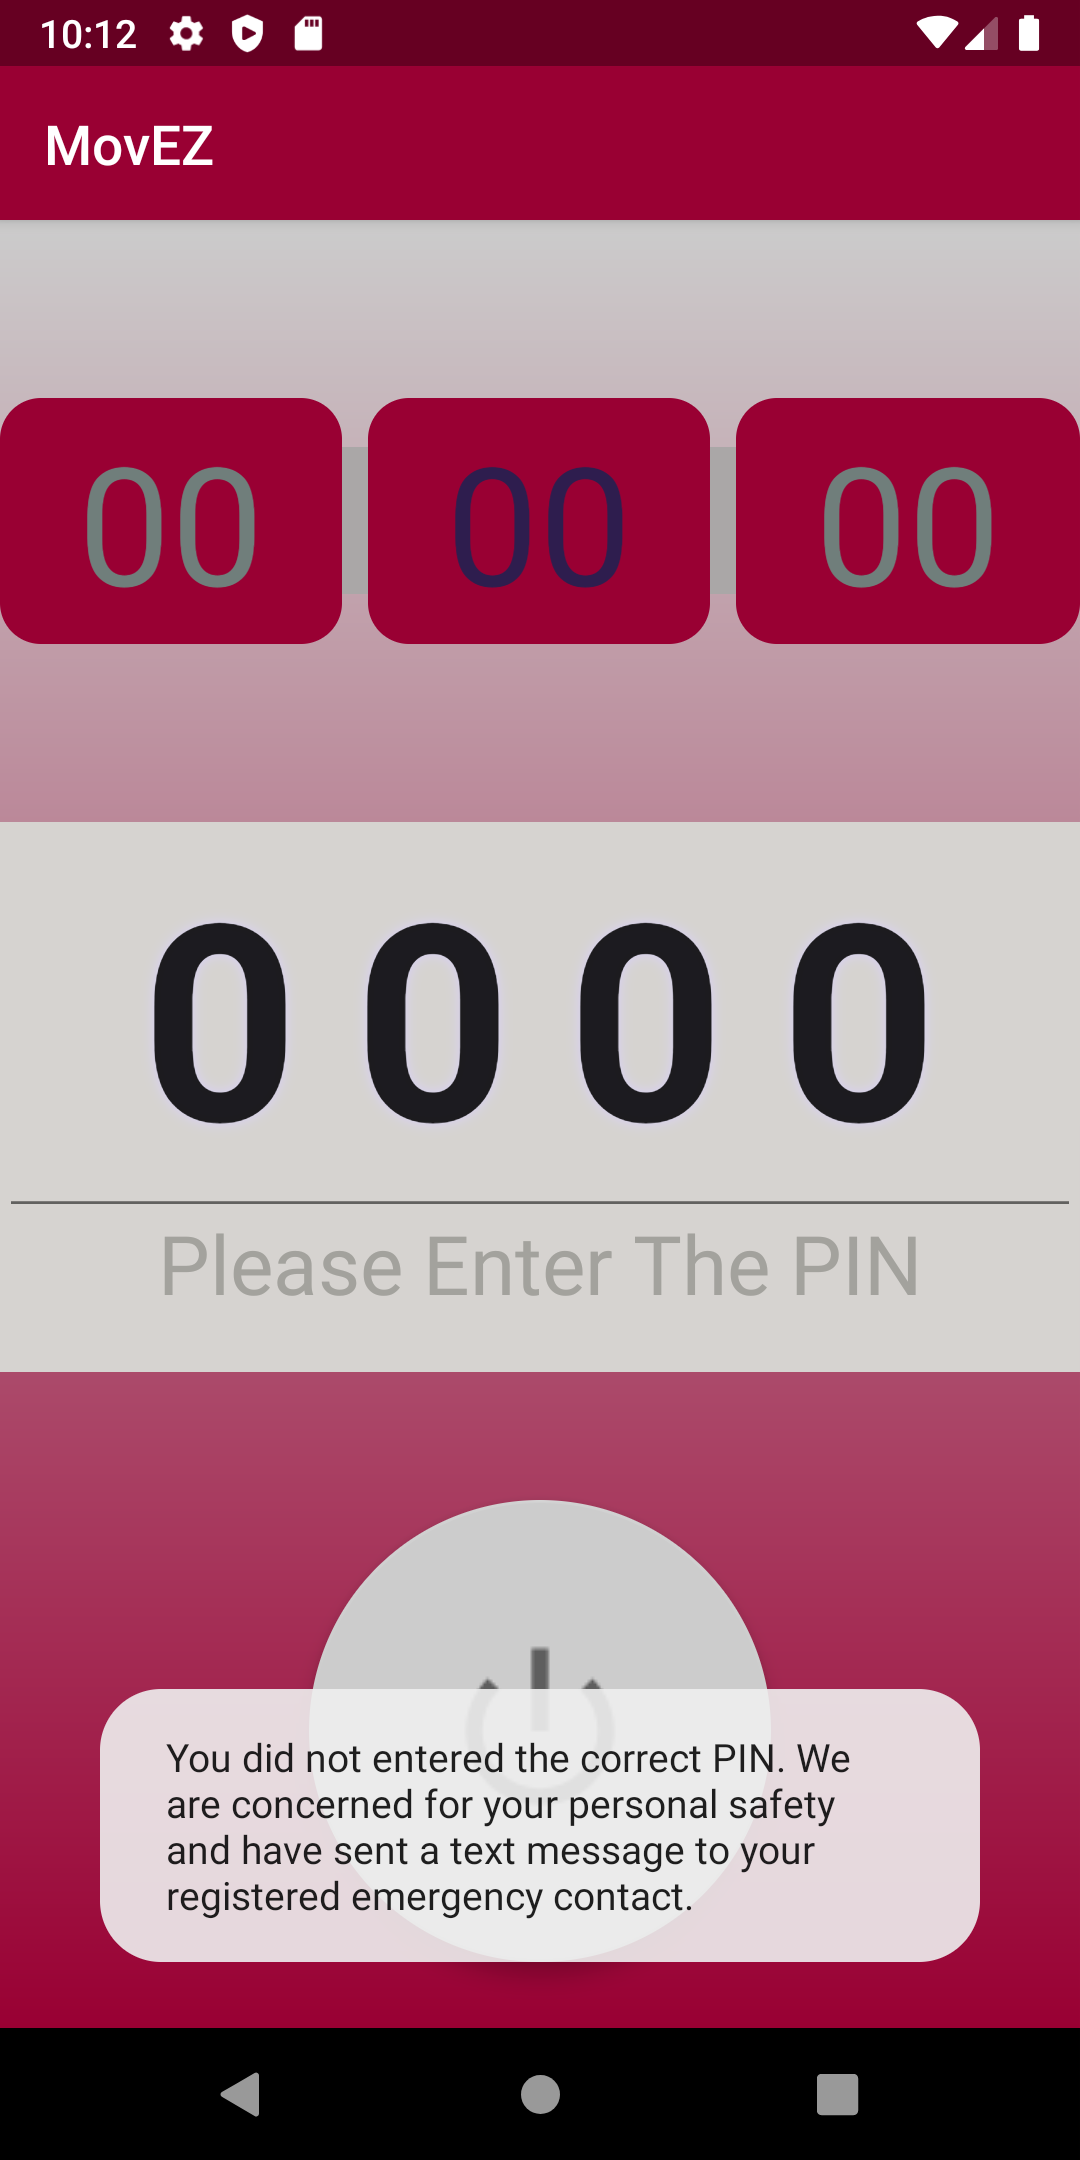 10:12
MovEZ
00 00 00
0 0 0 0
Please Enter The PIN
You did not entered the correct PIN. We
are concerned for your personal safety
and have sent a text message to your
registered emergency contact.